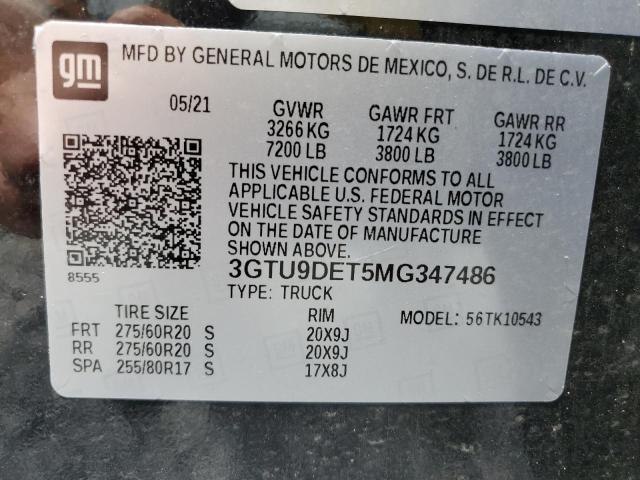 gm
MFD BY GENERAL MOTORS DE MEXICO, S. DE R.L. DE C.V.
05/21 GVWR GAWR FRT GAWR RR
3266 KG 1724 KG 1724 KG
7200 LB 3800 LB 3800 LB
THIS VEHICLE CONFORMS TO ALL
APPLICABLE U.S. FEDERAL MOTOR
VEHICLE SAFETY STANDARDS IN EFFECT
ON THE DATE OF MANUFACTURE
SHOWN ABOVE.
8555
3GTU9DET5MG347486
TYPE: TRUCK
TIRE SIZE RIM MODEL: 56TK10543
FRT 275/60R20 S 20X9J
RR 275/60R20 S 20X9J
SPA 255/80R17 S 17X8J